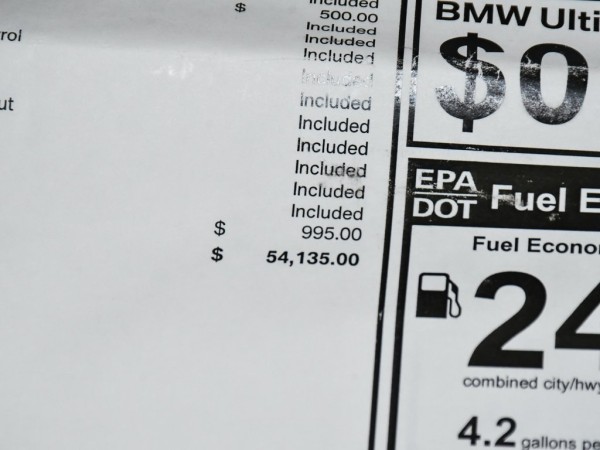 Included
$ 500.00
Included
rol Included
Included
Included
ut Included
Included
Included
Included
Included
Included
$ 995.00
$ 54,135.00
BMW Ulti
$0
EPA
DOT Fuel E
Fuel Econo
24
combined city/hwy
4.2 gallons pe